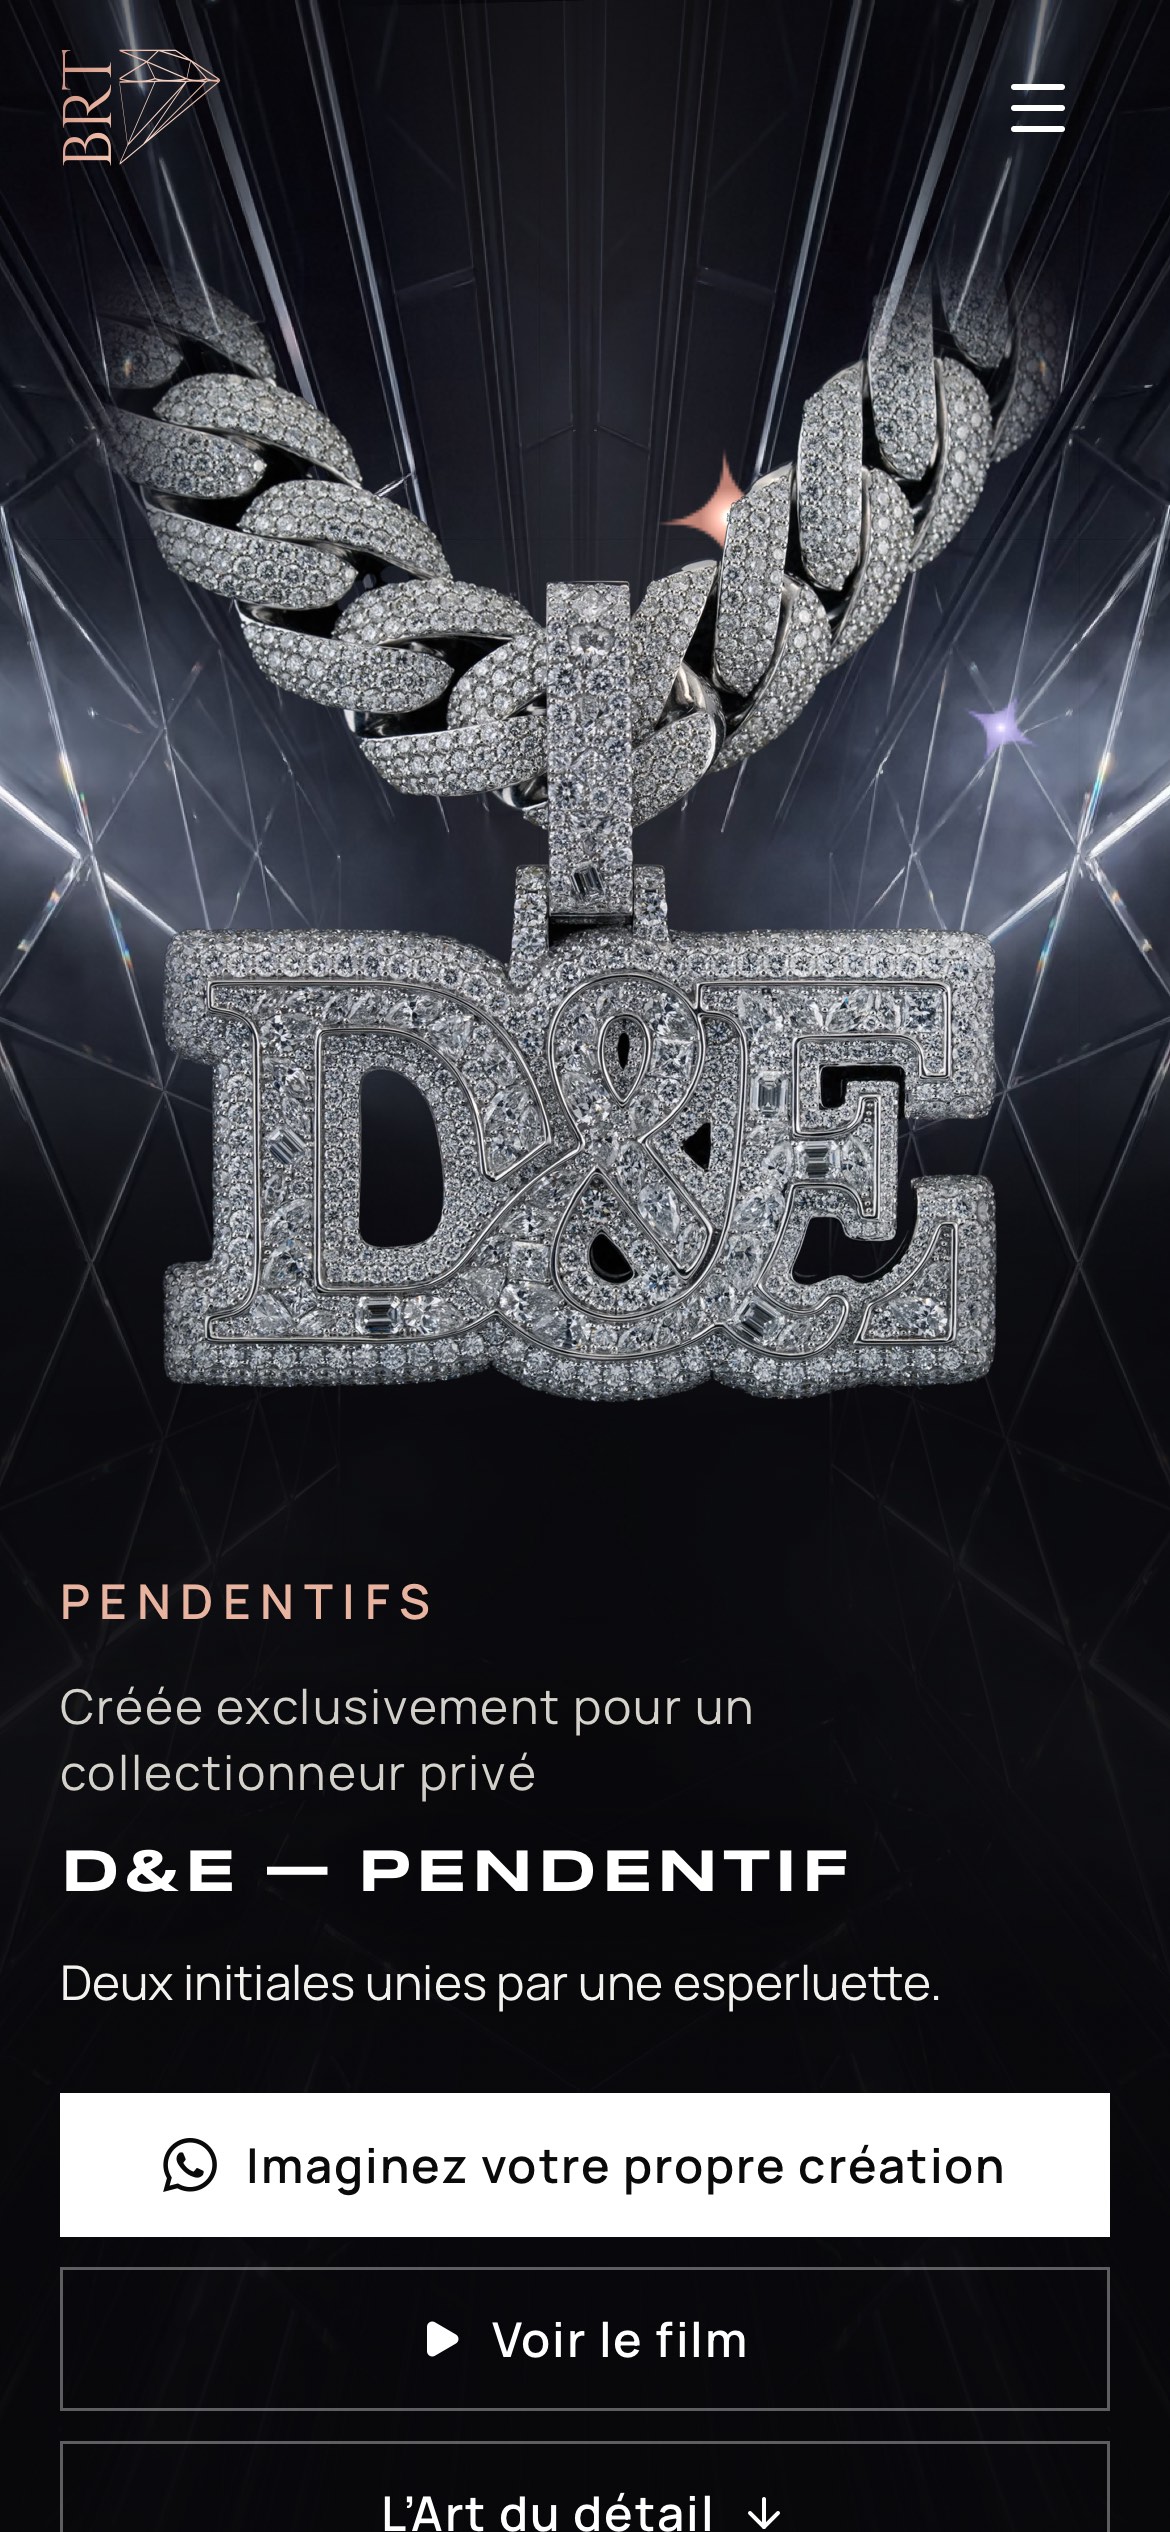 BRT
D&E
PENDENTIFS
Créée exclusivement pour un
collectionneur privé
D&E — PENDENTIF
Deux initiales unies par une esperluette.
Imaginez votre propre création
Voir le film
L’Art du détail ↓